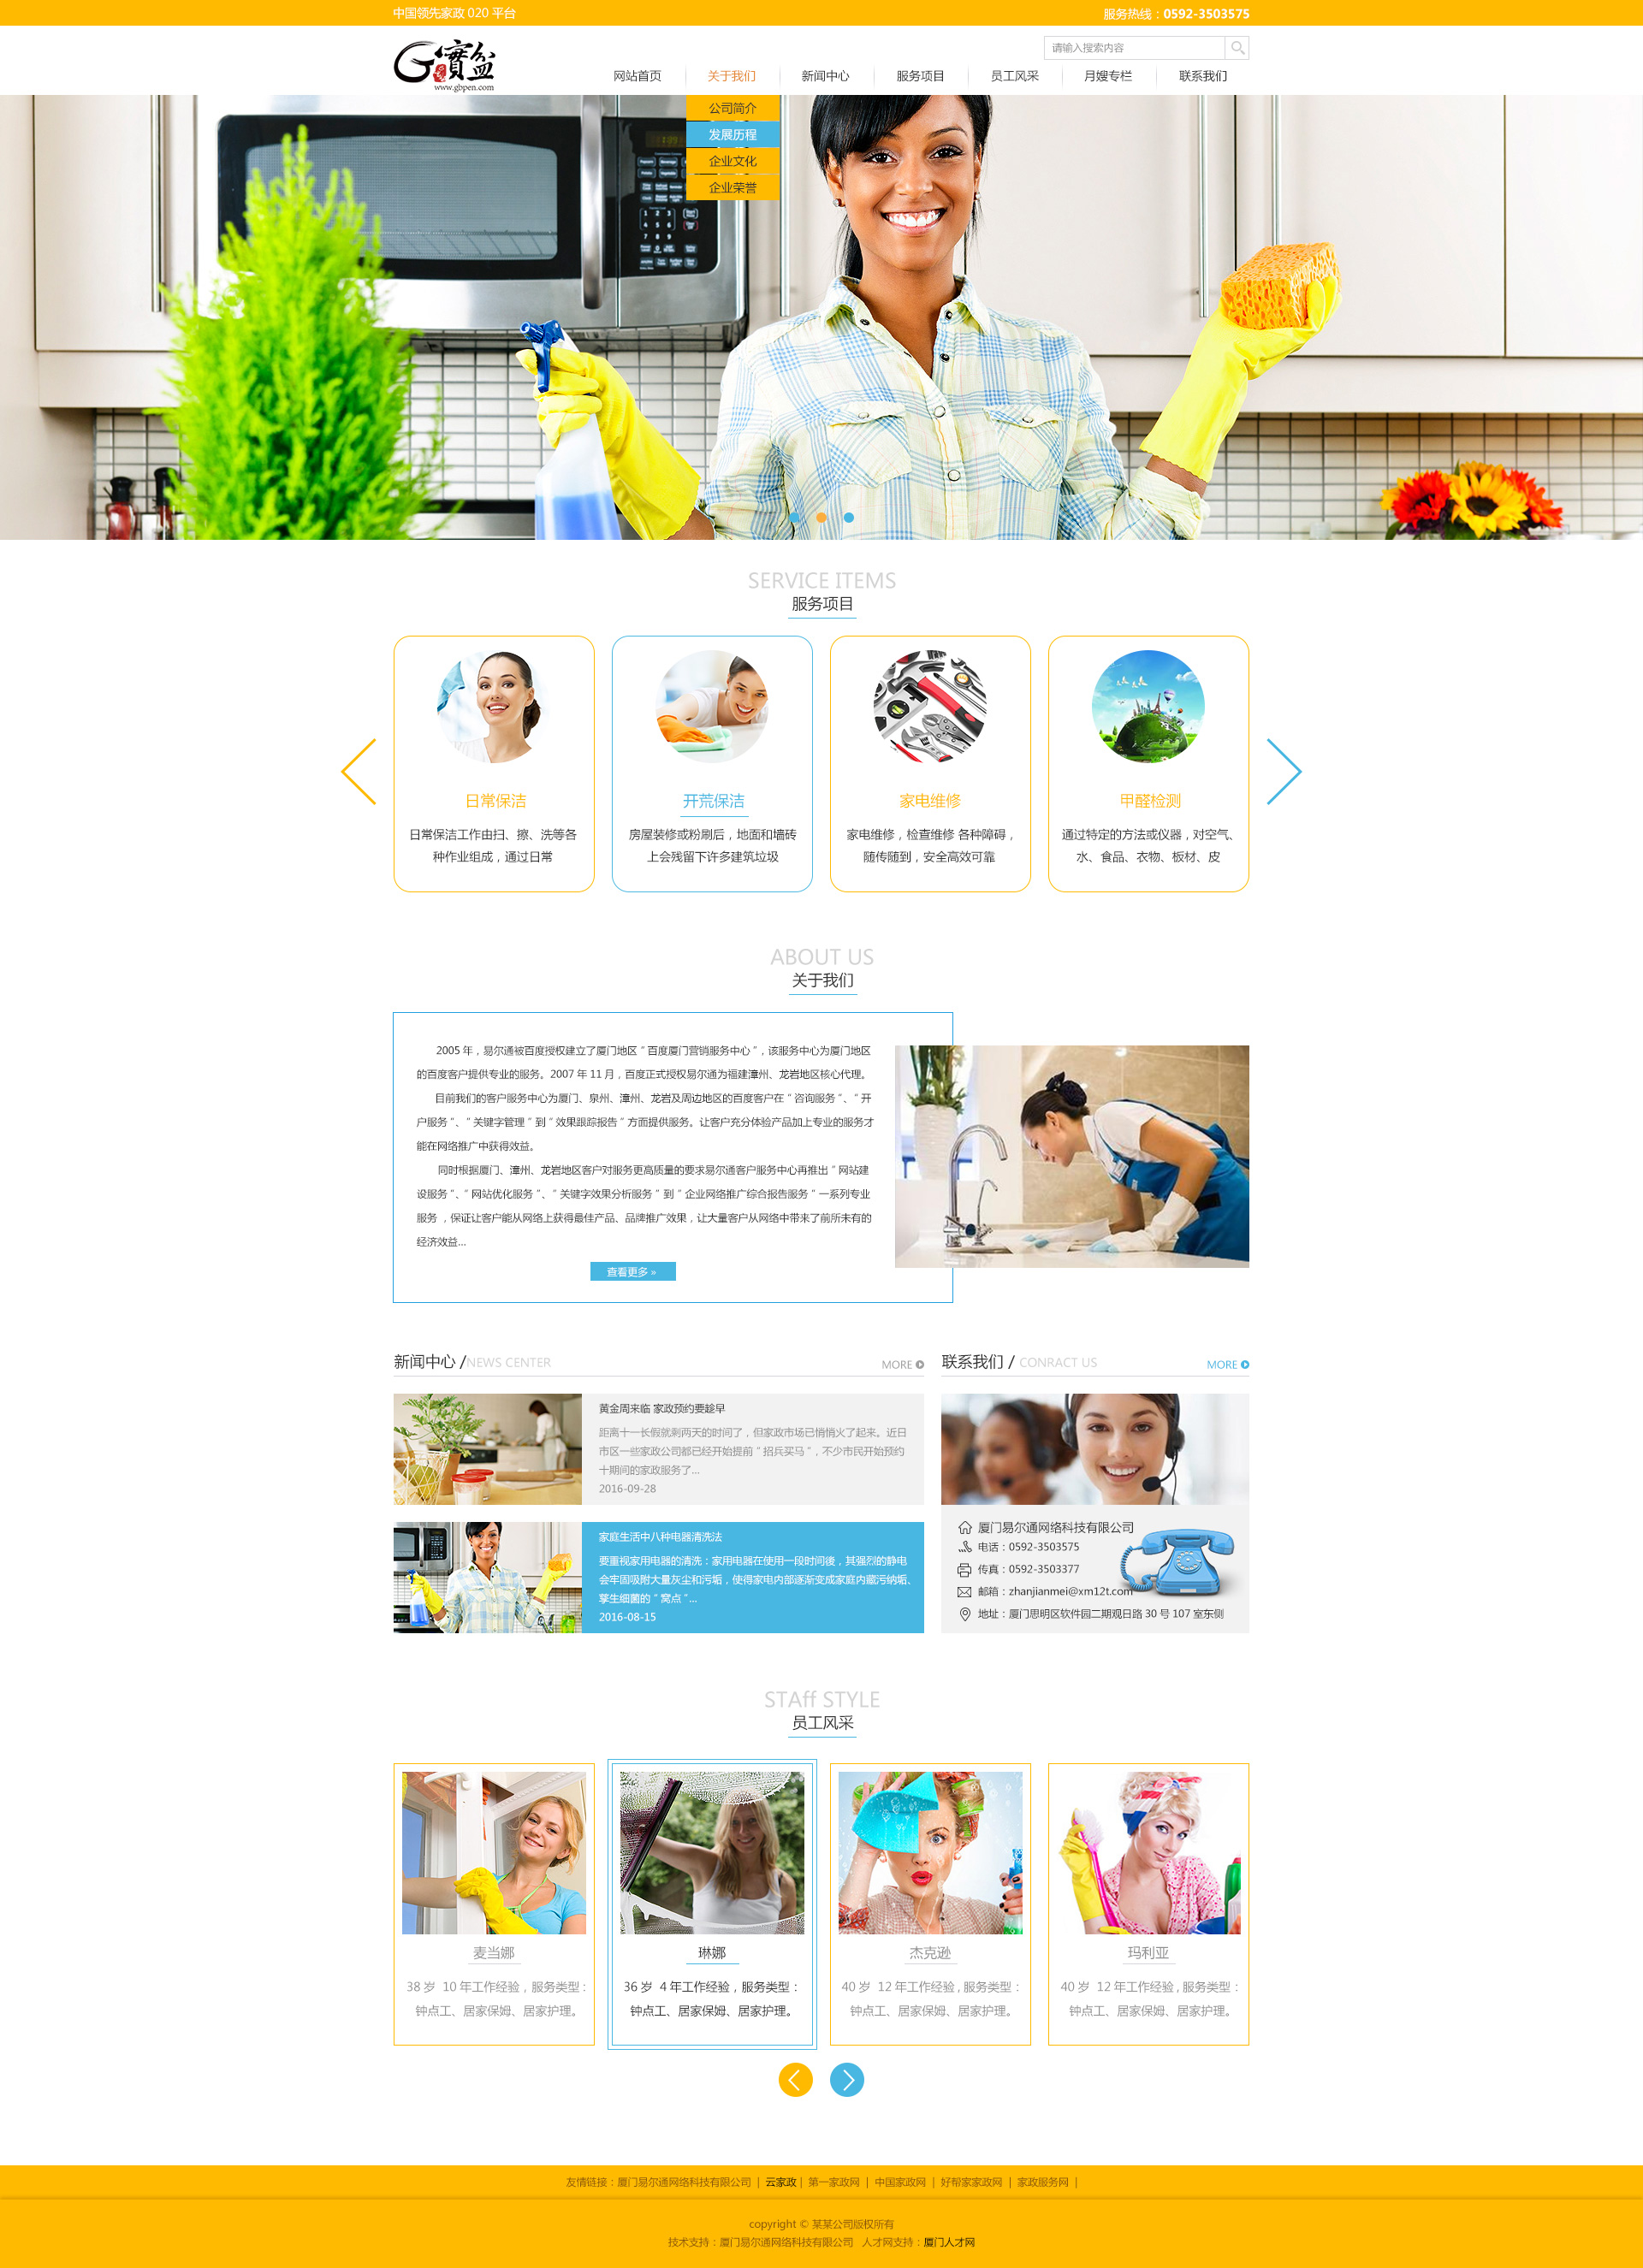 中国领先家政 020 平台
服务热线：0592-3503575
G實盆
www.gbpen.com
请输入搜索内容
网站首页
关于我们
新闻中心
服务项目
员工风采
月嫂专栏
联系我们
公司简介
发展历程
企业文化
企业荣誉
SERVICE ITEMS
服务项目
日常保洁
日常保洁工作由扫、擦、洗等各
种作业组成，通过日常
开荒保洁
房屋装修或粉刷后，地面和墙砖
上会残留下许多建筑垃圾
家电维修
家电维修，检查维修 各种障碍，
随传随到，安全高效可靠
甲醛检测
通过特定的方法或仪器，对空气、
水、食品、衣物、板材、皮
ABOUT US
关于我们
2005 年，易尔通被百度授权建立了厦门地区“百度厦门营销服务中心”，该服务中心为厦门地区
的百度客户提供专业的服务。2007 年 11 月，百度正式授权易尔通为福建漳州、龙岩地区核心代理。
目前我们的客户服务中心为厦门、泉州、漳州、龙岩及周边地区的百度客户在“咨询服务”、“开
户服务”、“关键字管理”到“效果跟踪报告”方面提供服务。让客户充分体验产品加上专业的服务才
能在网络推广中获得效益。
同时根据厦门、漳州、龙岩地区客户对服务更高质量的要求易尔通客户服务中心再推出“网站建
设服务”、“网站优化服务”、“关键字效果分析服务”到“企业网络推广综合报告服务”一系列专业
服务 ，保证让客户能从网络上获得最佳产品、品牌推广效果，让大量客户从网络中带来了前所未有的
经济效益...
查看更多 »
新闻中心 /NEWS CENTER
MORE
黄金周来临 家政预约要趁早
距离十一长假就剩两天的时间了，但家政市场已悄悄火了起来。近日
市区一些家政公司都已经开始提前“招兵买马”，不少市民开始预约
十期间的家政服务了...
2016-09-28
家庭生活中八种电器清洗法
要重视家用电器的清洗：家用电器在使用一段时间後，其强烈的静电
会牢固吸附大量灰尘和污垢，使得家电内部逐渐变成家庭内藏污纳垢、
孳生细菌的“窝点”...
2016-08-15
联系我们 / CONRACT US
MORE
厦门易尔通网络科技有限公司
电话：0592-3503575
传真：0592-3503377
邮箱：zhanjianmei@xm12t.com
地址：厦门思明区软件园二期观日路 30 号 107 室东侧
STAff STYLE
员工风采
麦当娜
38 岁 10 年工作经验，服务类型：
钟点工、居家保姆、居家护理。
琳娜
36 岁 4 年工作经验，服务类型：
钟点工、居家保姆、居家护理。
杰克逊
40 岁 12 年工作经验，服务类型：
钟点工、居家保姆、居家护理。
玛利亚
40 岁 12 年工作经验，服务类型：
钟点工、居家保姆、居家护理。
友情链接：厦门易尔通网络科技有限公司 | 云家政 | 第一家政网 | 中国家政网 | 好帮家家政网 | 家政服务网 |
copyright © 某某公司版权所有
技术支持：厦门易尔通网络科技有限公司 人才网支持：厦门人才网